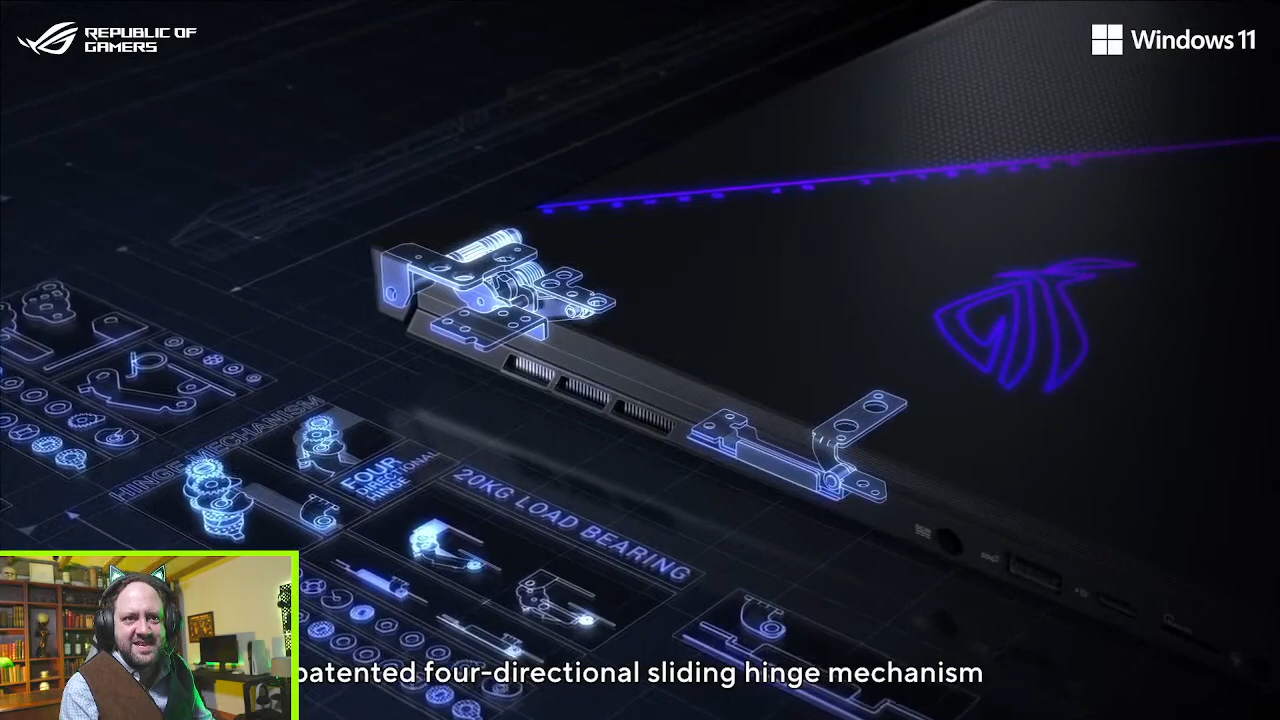 REPUBLIC OF
GAMERS
Windows 11
HINGE MECHANISM
FOUR
DIRECTIONAL
HINGE
20KG LOAD BEARING
patented four-directional sliding hinge mechanism